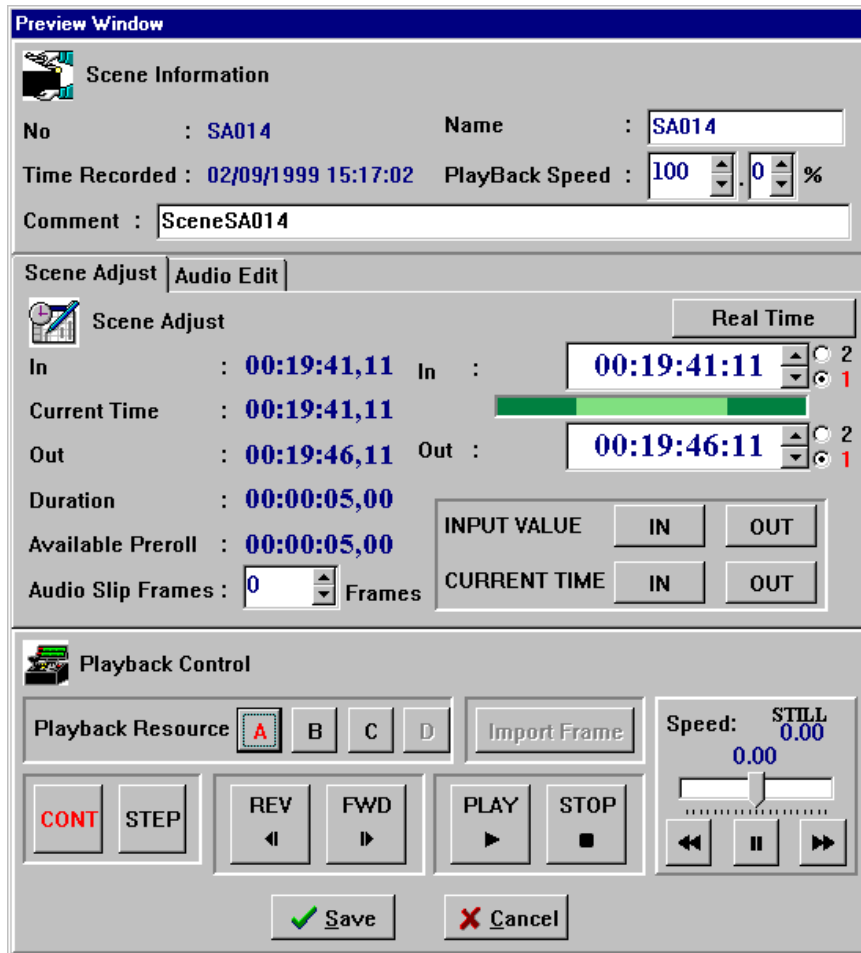 Preview Window
Scene Information
No : SA014 Name : SA014
Time Recorded : 02/09/1999 15:17:02 PlayBack Speed : 100 . 0 %
Comment : SceneSA014
Scene Adjust Audio Edit
Scene Adjust Real Time
In : 00:19:41,11 In : 00:19:41:11 2 1
Current Time : 00:19:41,11
Out : 00:19:46,11 Out : 00:19:46:11 2 1
Duration : 00:00:05,00
INPUT VALUE IN OUT
Available Preroll : 00:00:05,00
CURRENT TIME IN OUT
Audio Slip Frames : 0 Frames
Playback Control
Playback Resource A B C D Import Frame Speed: STILL 0.00
0.00
CONT STEP REV FWD PLAY STOP
Save Cancel